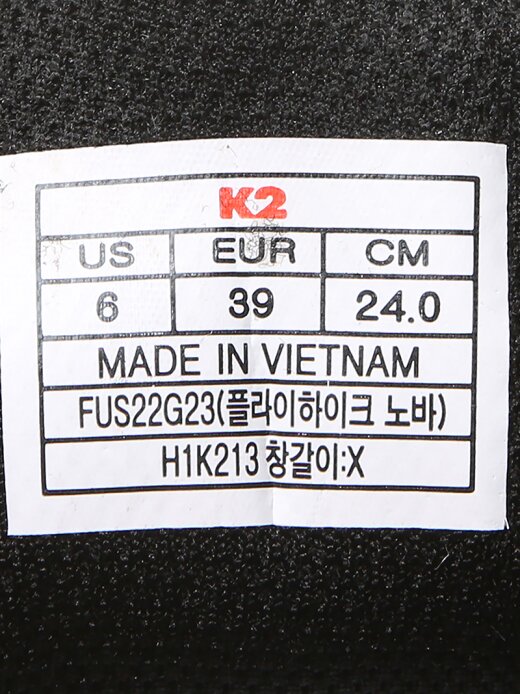 K2
US EUR CM
6 39 24.0
MADE IN VIETNAM
FUS22G23(플라이하이크 노바)
H1K213 창갈이:X